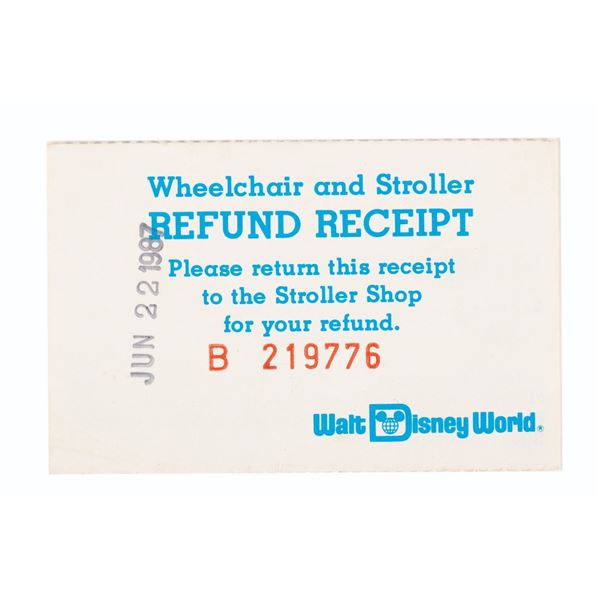 Wheelchair and Stroller
REFUND RECEIPT
Please return this receipt
to the Stroller Shop
for your refund.
B 219776
JUN 22 1987
Walt Disney World®